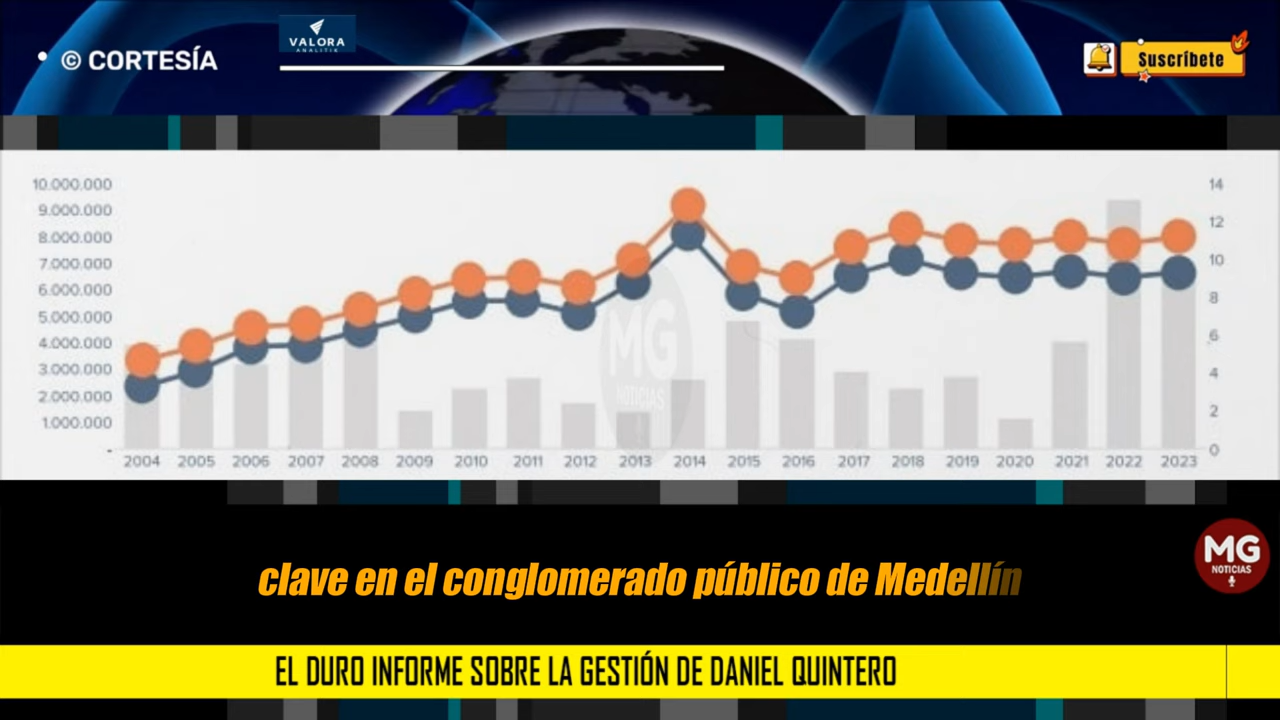 © CORTESÍA
VALORA
ANALITIK
Suscríbete
10.000.000
9.000.000
8.000.000
7.000.000
6.000.000
5.000.000
4.000.000
3.000.000
2.000.000
1.000.000
-
14
12
10
8
6
4
2
0
2004 2005 2006 2007 2008 2009 2010 2011 2012 2013 2014 2015 2016 2017 2018 2019 2020 2021 2022 2023
MG
NOTICIAS
clave en el conglomerado público de Medellín
MG
NOTICIAS
EL DURO INFORME SOBRE LA GESTIÓN DE DANIEL QUINTERO